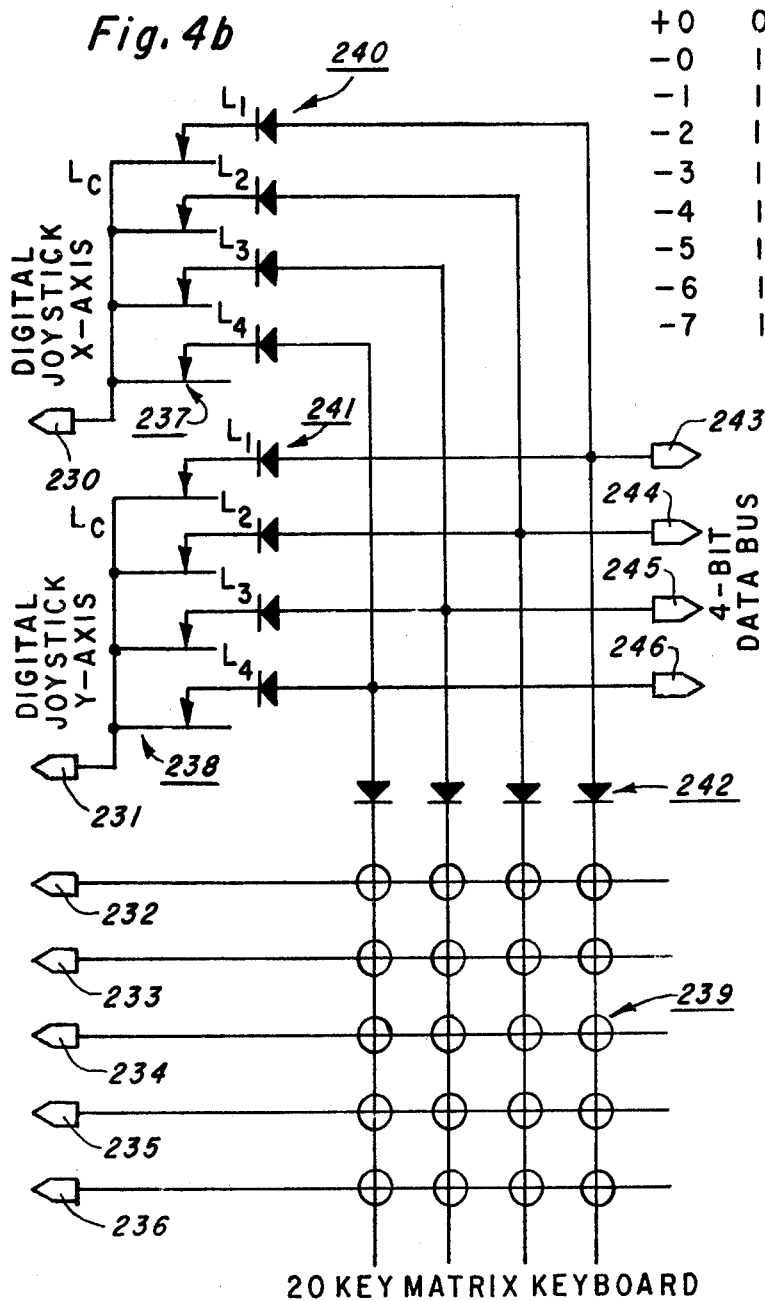 Fig. 4b
+0 0
-0 1
-1 1
-2 1
-3 1
-4 1
-5 1
-6 1
-7 1
240
L1
LC
L2
L3
L4
DIGITAL
JOYSTICK
X-AXIS
237
230
241
L1
LC
L2
L3
L4
DIGITAL
JOYSTICK
Y-AXIS
238
231
243
244
245
246
4-BIT
DATA BUS
242
232
233
239
234
235
236
20 KEY MATRIX KEYBOARD